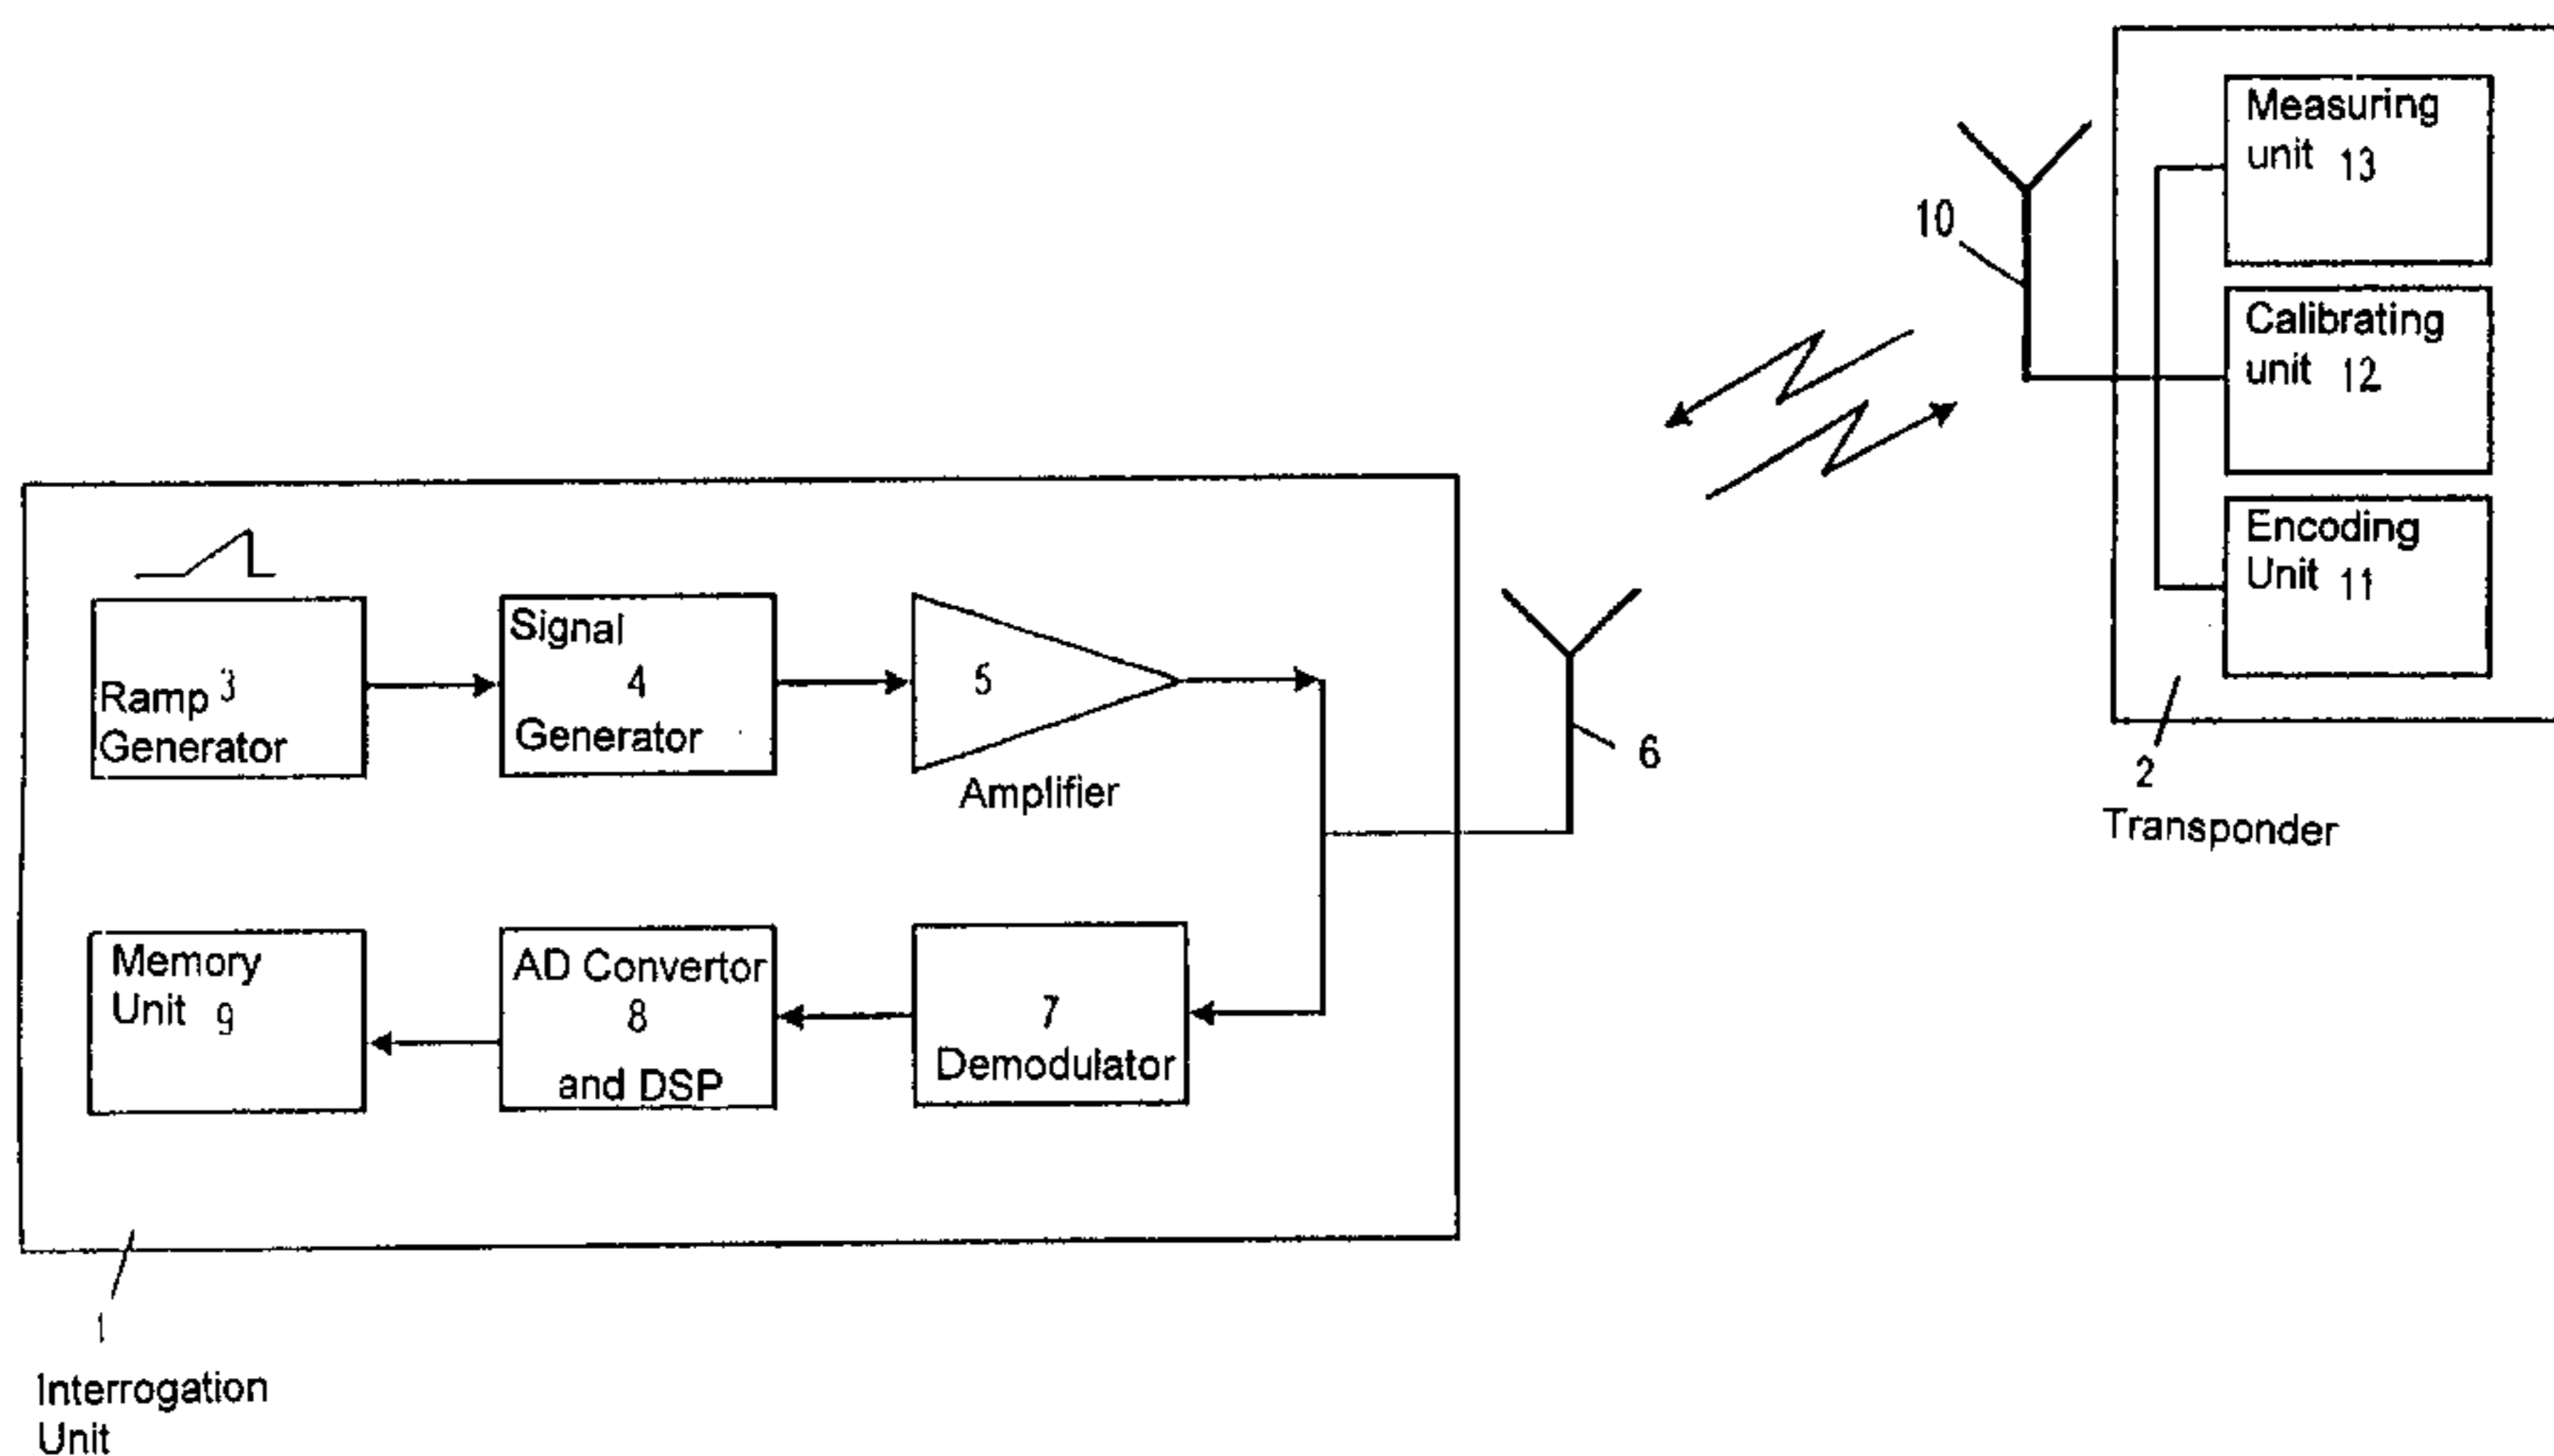 Measuring
unit 13
10
Calibrating
unit 12
Encoding
Unit 11
2
Transponder
Ramp 3
Generator
Signal
4
Generator
5
Amplifier
6
Memory
Unit 9
AD Convertor
8
and DSP
7
Demodulator
1
Interrogation
Unit